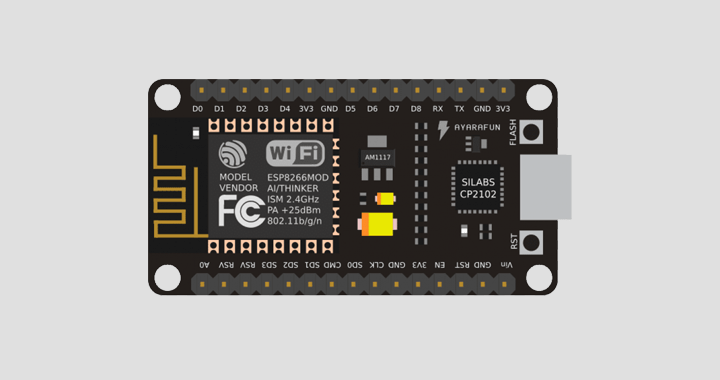 D0 D1 D2 D3 D4 3V3 GND D5 D6 D7 D8 RX TX GND 3V3
AYARAFUN
FLASH
WiFi
MODEL
VENDOR
ESP8266MOD
AI/THINKER
ISM 2.4GHz
PA +25dBm
802.11b/g/n
FCC
AM1117
SILABS
CP2102
RST
A0 RSV RSV SD3 SD2 SD1 CMD SD0 CLK GND 3V3 EN RST GND Vin